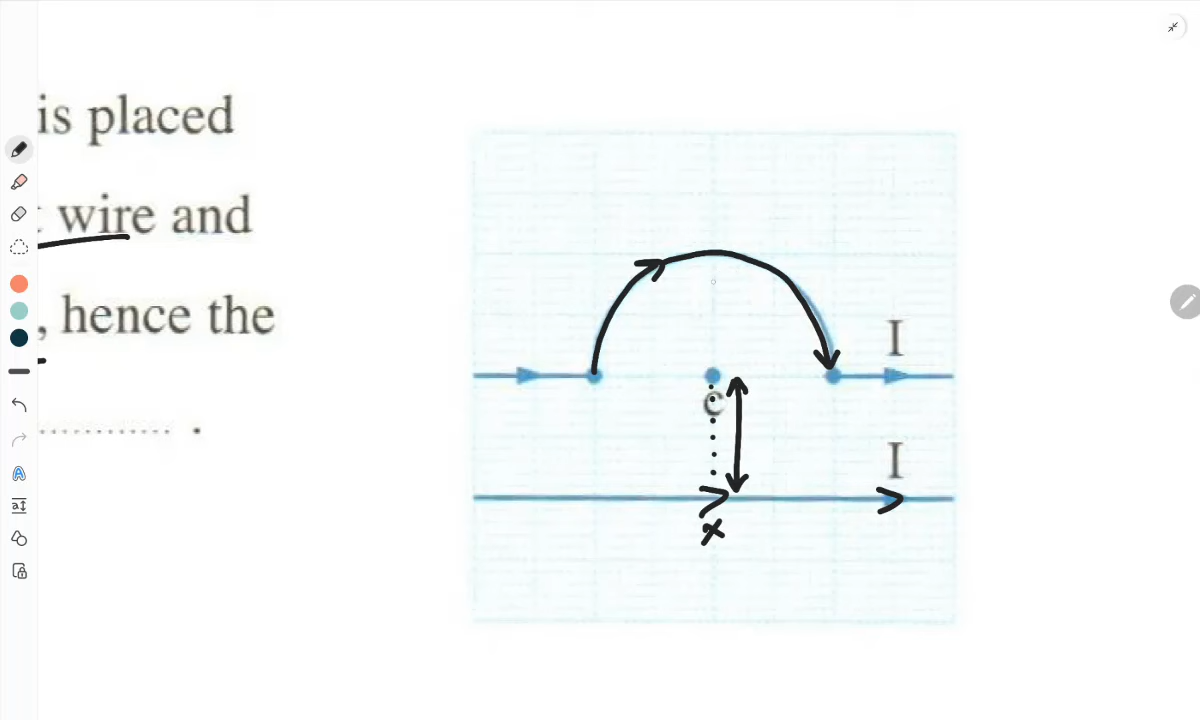 is placed
wire and
, hence the
.................... .
I
C
I
x